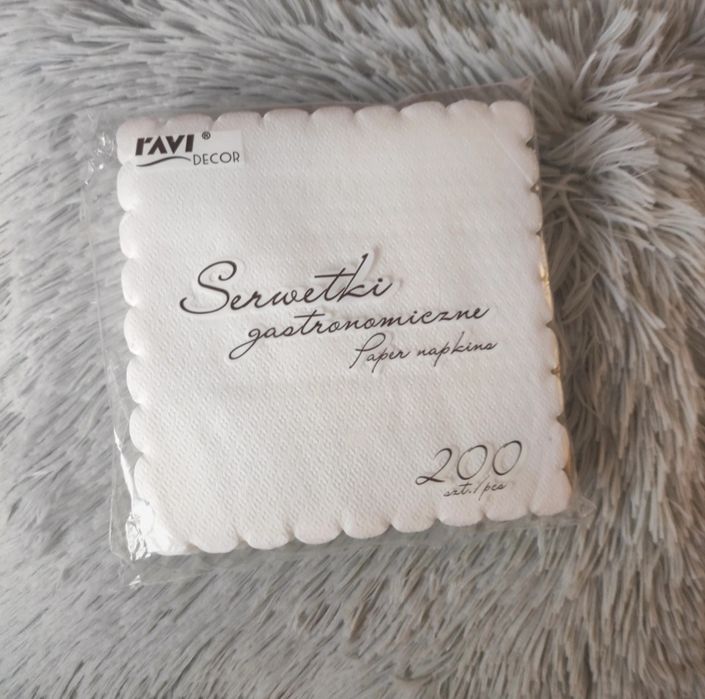 ravi®
DECOR
Serwetki
gastronomiczne
Paper napkins
200
szt./pcs